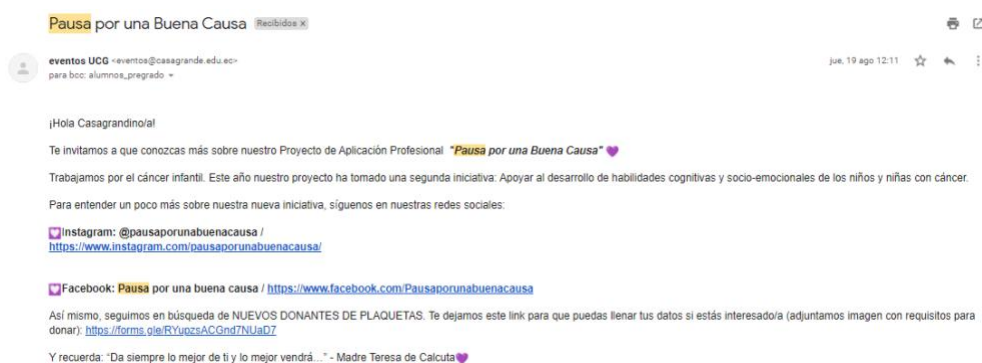 Pausa por una Buena Causa Recibidos x
eventos UCG <eventos@casagrande.edu.ec>
jue, 19 ago 12:11
para bcc: alumnos_pregrado
¡Hola Casagrandino/a!
Te invitamos a que conozcas más sobre nuestro Proyecto de Aplicación Profesional "Pausa por una Buena Causa" 💜
Trabajamos por el cáncer infantil. Este año nuestro proyecto ha tomado una segunda iniciativa: Apoyar al desarrollo de habilidades cognitivas y socio-emocionales de los niños y niñas con cáncer.
Para entender un poco más sobre nuestra nueva iniciativa, síguenos en nuestras redes sociales:
💟Instagram: @pausaporunabuenacausa /
https://www.instagram.com/pausaporunabuenacausa/
💟Facebook: Pausa por una buena causa / https://www.facebook.com/Pausaporunabuenacausa
Así mismo, seguimos en búsqueda de NUEVOS DONANTES DE PLAQUETAS. Te dejamos este link para que puedas llenar tus datos si estás interesado/a (adjuntamos imagen con requisitos para
donar): https://forms.gle/RYupzsACGnd7NUaD7
Y recuerda: “Da siempre lo mejor de ti y lo mejor vendrá…” - Madre Teresa de Calcuta💜